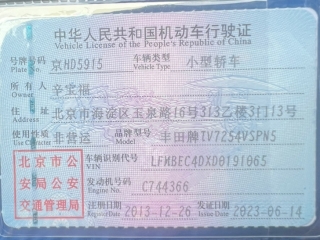 中华人民共和国机动车行驶证
Vehicle License of the People's Republic of China
号牌号码 京HD5915 车辆类型 小型轿车
Plate No. Vehicle Type
所有人 辛宝福
Owner
住址 北京市海淀区玉泉路16号313乙楼3门13号
Address
使用性质 非营运 品牌型号 丰田牌TV7254VSPN5
Use Character Model
北京市公安局公安交通管理局
车辆识别代号 LFMBEC4DXD0191065
VIN
发动机号码 C744366
Engine No.
注册日期 2013-12-26 发证日期 2023-06-14
Register Date Issue Date